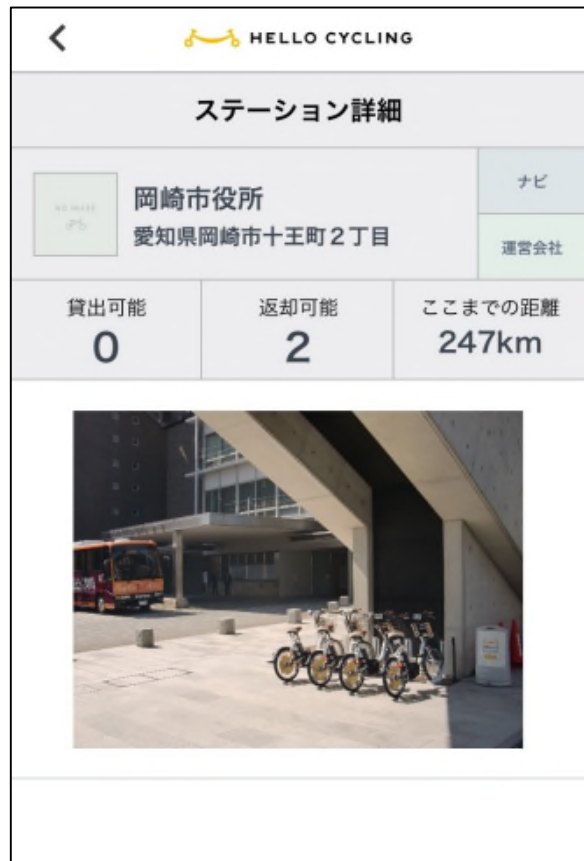 HELLO CYCLING
ステーション詳細
NO IMAGE
岡崎市役所
愛知県岡崎市十王町2丁目
ナビ
運営会社
貸出可能
0
返却可能
2
ここまでの距離
247km